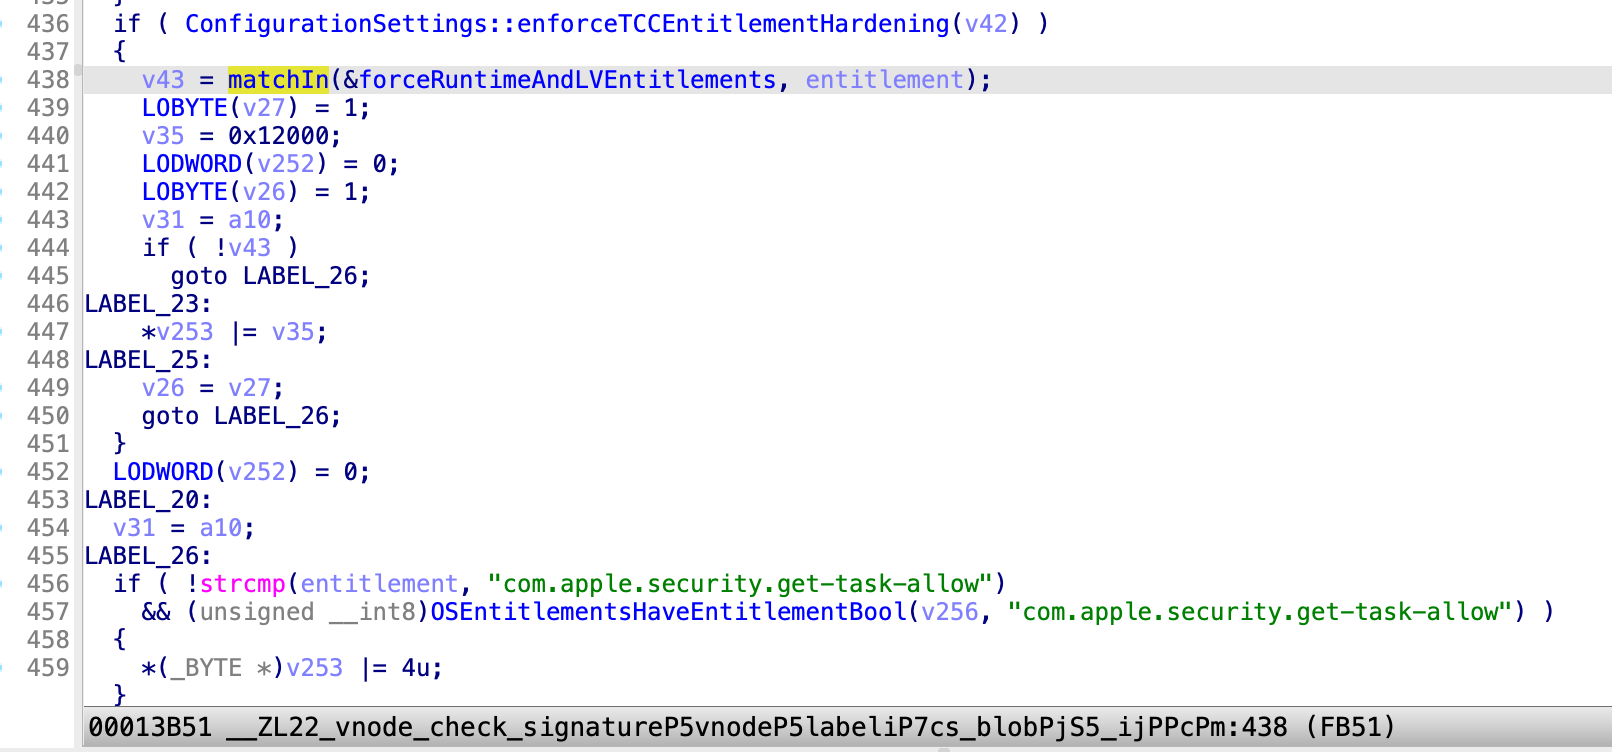 436 if ( ConfigurationSettings::enforceTCCEntitlementHardening(v42) )
437 {
438 v43 = matchIn(&forceRuntimeAndLVEntitlements, entitlement);
439 LOBYTE(v27) = 1;
440 v35 = 0x12000;
441 LODWORD(v252) = 0;
442 LOBYTE(v26) = 1;
443 v31 = a10;
444 if ( !v43 )
445 goto LABEL_26;
446 LABEL_23:
447 *v253 |= v35;
448 LABEL_25:
449 v26 = v27;
450 goto LABEL_26;
451 }
452 LODWORD(v252) = 0;
453 LABEL_20:
454 v31 = a10;
455 LABEL_26:
456 if ( !strcmp(entitlement, "com.apple.security.get-task-allow")
457 && (unsigned __int8)OSEntitlementsHaveEntitlementBool(v256, "com.apple.security.get-task-allow") )
458 {
459 *(_BYTE *)v253 |= 4u;
}
00013B51 __ZL22_vnode_check_signatureP5vnodeP5labeliP7cs_blobPjS5_ijPPcPm:438 (FB51)